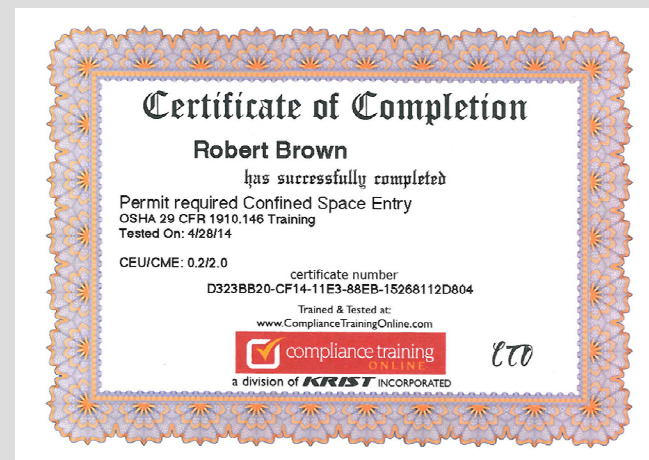 Certificate of Completion
Robert Brown
has successfully completed
Permit required Confined Space Entry
OSHA 29 CFR 1910.146 Training
Tested On: 4/28/14
CEU/CME: 0.2/2.0
certificate number
D323BB20-CF14-11E3-88EB-15268112D804
Trained & Tested at:
www.ComplianceTrainingOnline.com
compliance training
ONLINE
CTO
a division of KRIST INCORPORATED